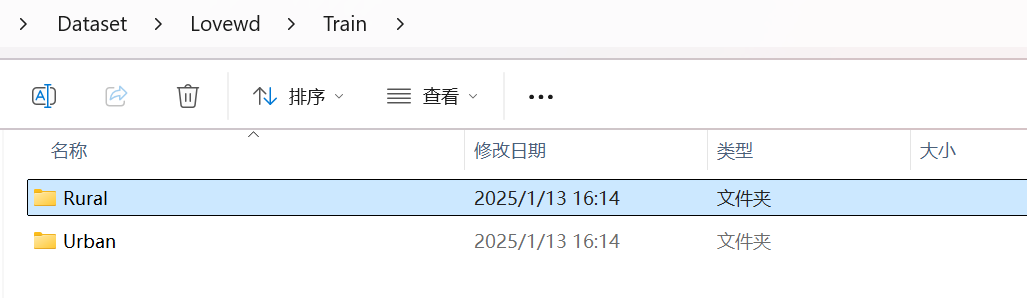 Dataset Lovewd Train
A 排序 查看
名称 修改日期 类型 大小
Rural 2025/1/13 16:14 文件夹
Urban 2025/1/13 16:14 文件夹